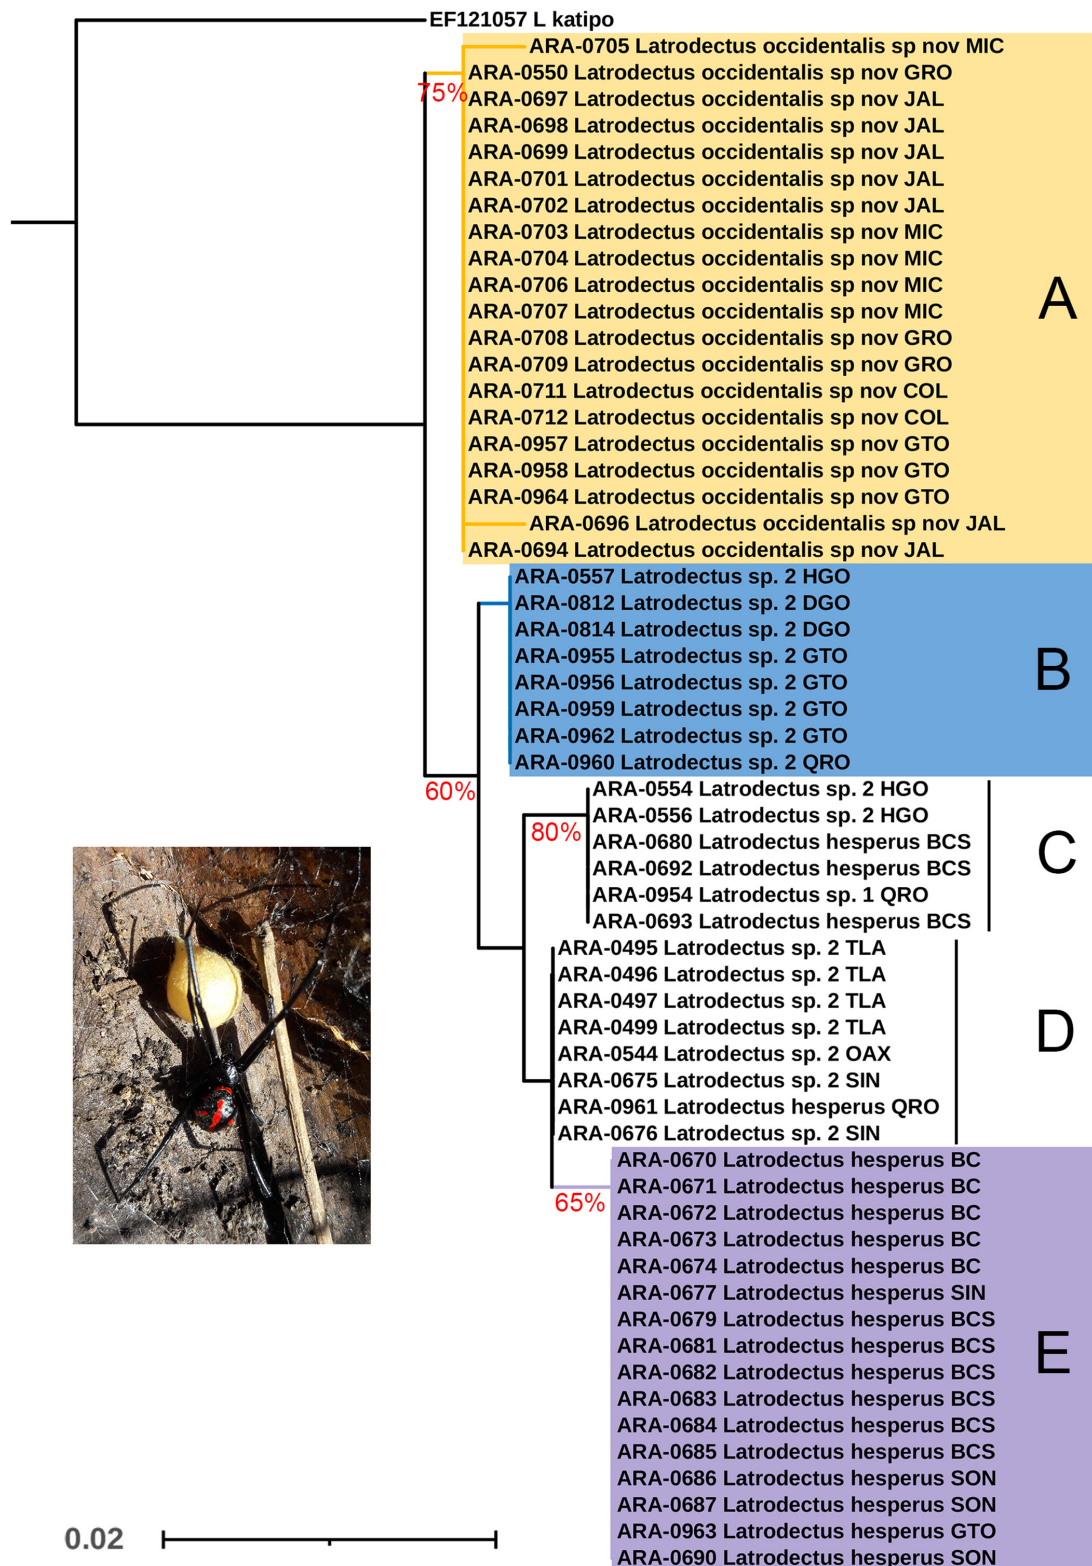 EF121057 L katipo
ARA-0705 Latrodectus occidentalis sp nov MIC
ARA-0550 Latrodectus occidentalis sp nov GRO
75%
ARA-0697 Latrodectus occidentalis sp nov JAL
ARA-0698 Latrodectus occidentalis sp nov JAL
ARA-0699 Latrodectus occidentalis sp nov JAL
ARA-0701 Latrodectus occidentalis sp nov JAL
ARA-0702 Latrodectus occidentalis sp nov JAL
ARA-0703 Latrodectus occidentalis sp nov MIC
ARA-0704 Latrodectus occidentalis sp nov MIC
ARA-0706 Latrodectus occidentalis sp nov MIC
A
ARA-0707 Latrodectus occidentalis sp nov MIC
ARA-0708 Latrodectus occidentalis sp nov GRO
ARA-0709 Latrodectus occidentalis sp nov GRO
ARA-0711 Latrodectus occidentalis sp nov COL
ARA-0712 Latrodectus occidentalis sp nov COL
ARA-0957 Latrodectus occidentalis sp nov GTO
ARA-0958 Latrodectus occidentalis sp nov GTO
ARA-0964 Latrodectus occidentalis sp nov GTO
ARA-0696 Latrodectus occidentalis sp nov JAL
ARA-0694 Latrodectus occidentalis sp nov JAL
ARA-0557 Latrodectus sp. 2 HGO
ARA-0812 Latrodectus sp. 2 DGO
ARA-0814 Latrodectus sp. 2 DGO
ARA-0955 Latrodectus sp. 2 GTO
B
ARA-0956 Latrodectus sp. 2 GTO
ARA-0959 Latrodectus sp. 2 GTO
ARA-0962 Latrodectus sp. 2 GTO
ARA-0960 Latrodectus sp. 2 QRO
60%
ARA-0554 Latrodectus sp. 2 HGO
ARA-0556 Latrodectus sp. 2 HGO
80%
ARA-0680 Latrodectus hesperus BCS
C
ARA-0692 Latrodectus hesperus BCS
ARA-0954 Latrodectus sp. 1 QRO
ARA-0693 Latrodectus hesperus BCS
ARA-0495 Latrodectus sp. 2 TLA
ARA-0496 Latrodectus sp. 2 TLA
ARA-0497 Latrodectus sp. 2 TLA
ARA-0499 Latrodectus sp. 2 TLA
D
ARA-0544 Latrodectus sp. 2 OAX
ARA-0675 Latrodectus sp. 2 SIN
ARA-0961 Latrodectus hesperus QRO
ARA-0676 Latrodectus sp. 2 SIN
ARA-0670 Latrodectus hesperus BC
ARA-0671 Latrodectus hesperus BC
65%
ARA-0672 Latrodectus hesperus BC
ARA-0673 Latrodectus hesperus BC
ARA-0674 Latrodectus hesperus BC
ARA-0677 Latrodectus hesperus SIN
ARA-0679 Latrodectus hesperus BCS
ARA-0681 Latrodectus hesperus BCS
E
ARA-0682 Latrodectus hesperus BCS
ARA-0683 Latrodectus hesperus BCS
ARA-0684 Latrodectus hesperus BCS
ARA-0685 Latrodectus hesperus BCS
ARA-0686 Latrodectus hesperus SON
ARA-0687 Latrodectus hesperus SON
ARA-0963 Latrodectus hesperus GTO
ARA-0690 Latrodectus hesperus SON
0.02